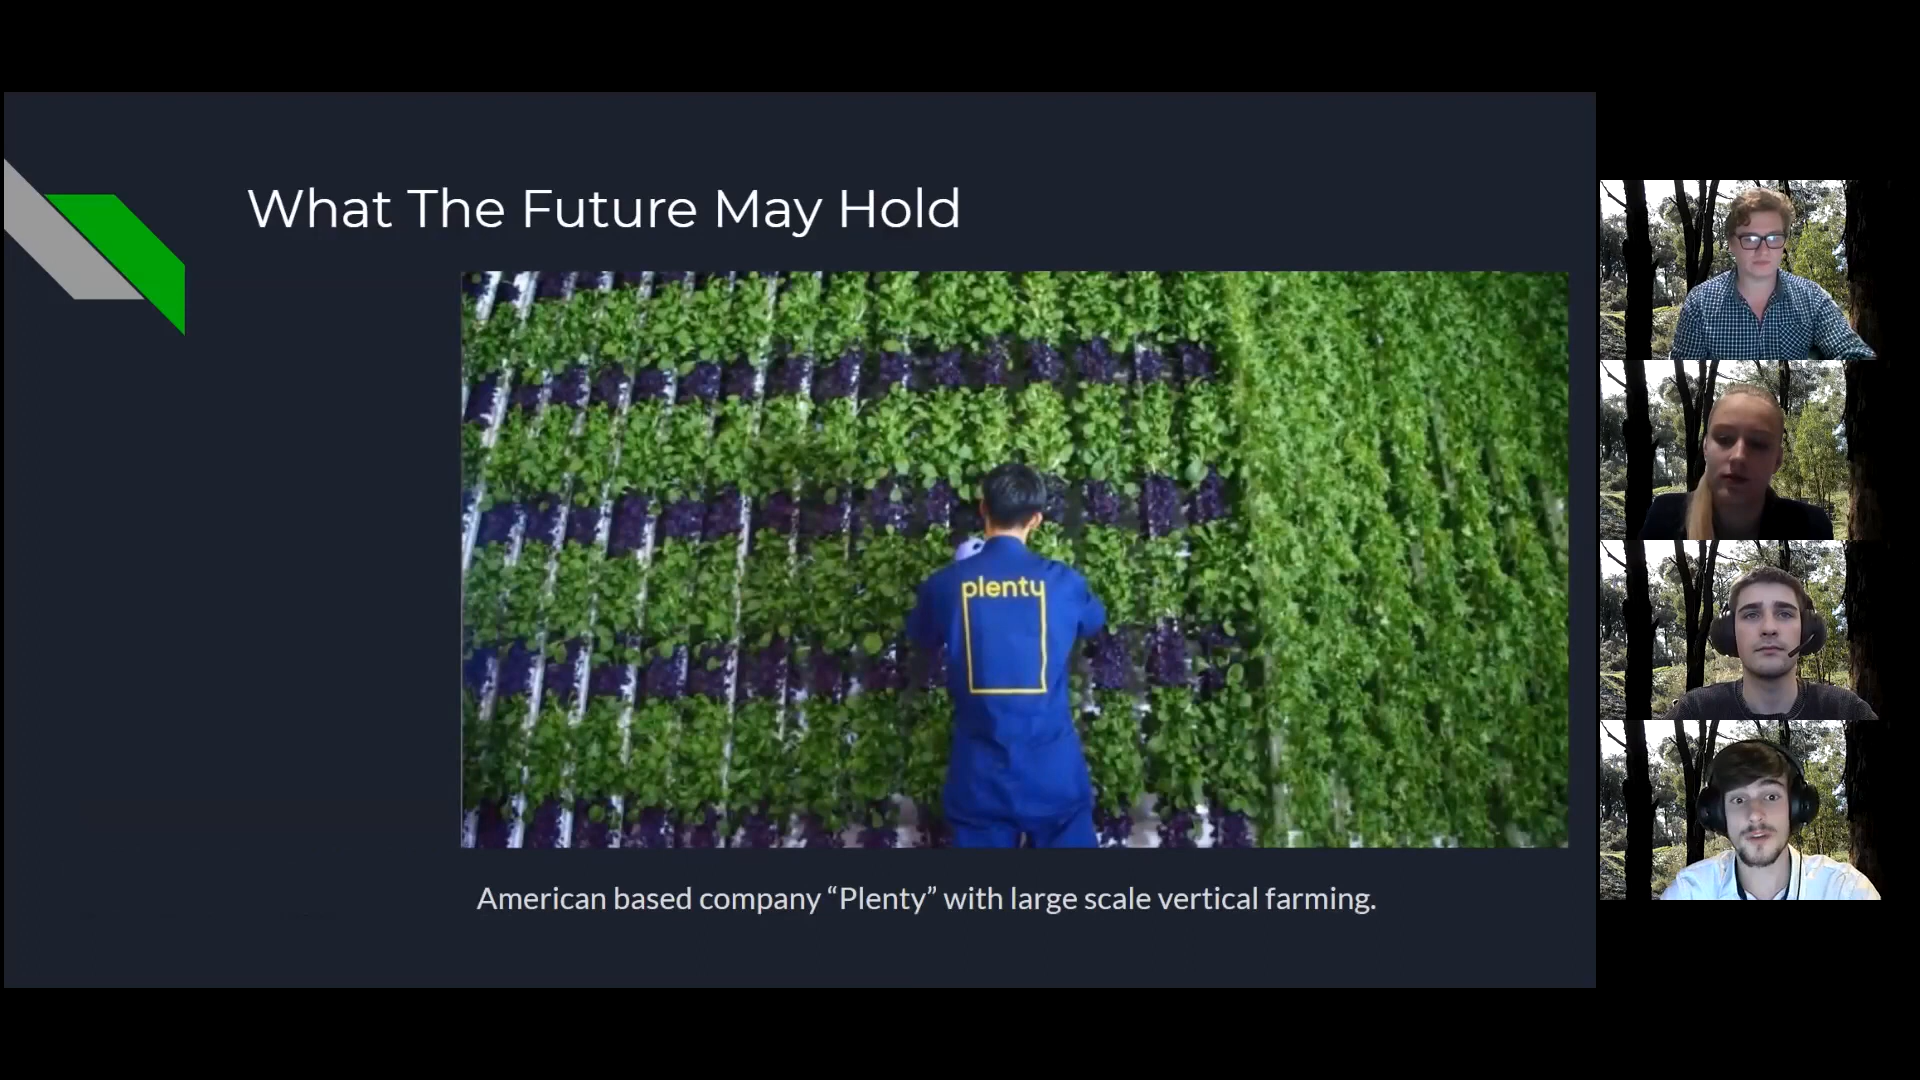 What The Future May Hold
plenty
American based company “Plenty” with large scale vertical farming.